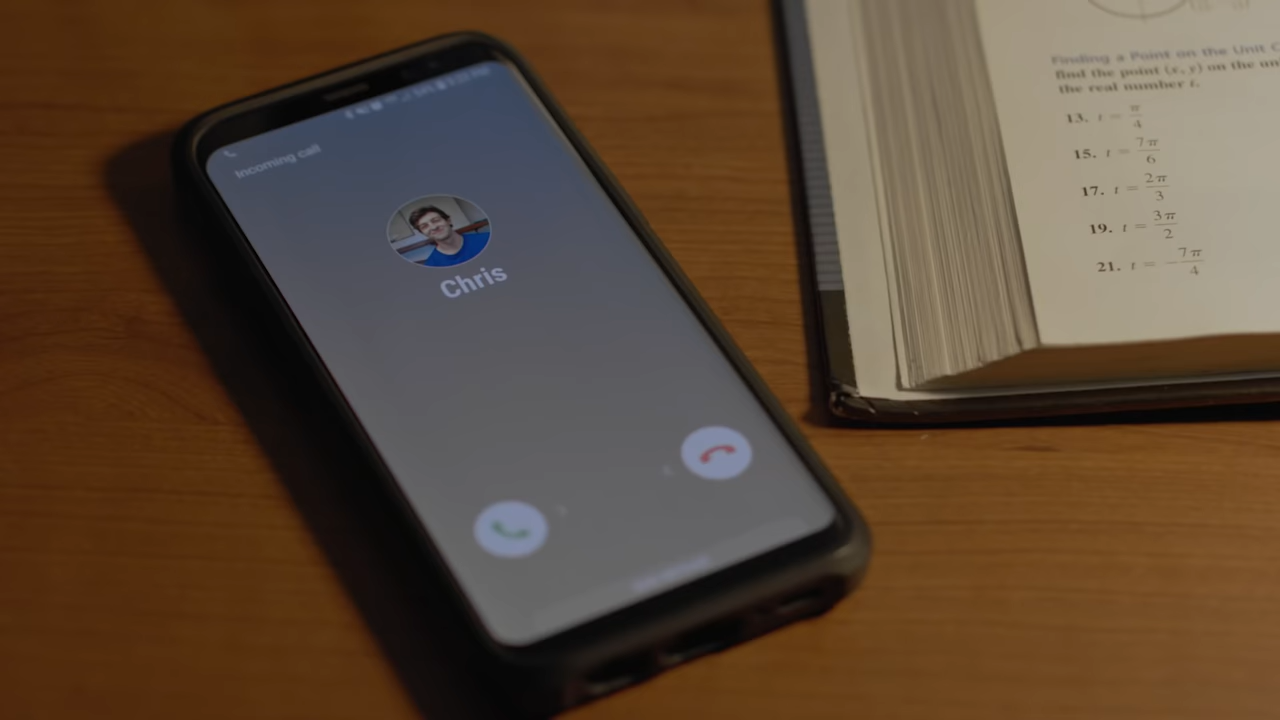 Incoming call
Chris
Finding a Point on the Unit
find the point (x, y) on the
the real number t.
13. t = π/4
15. t = 7π/6
17. t = 2π/3
19. t = 3π/2
21. t = -7π/4